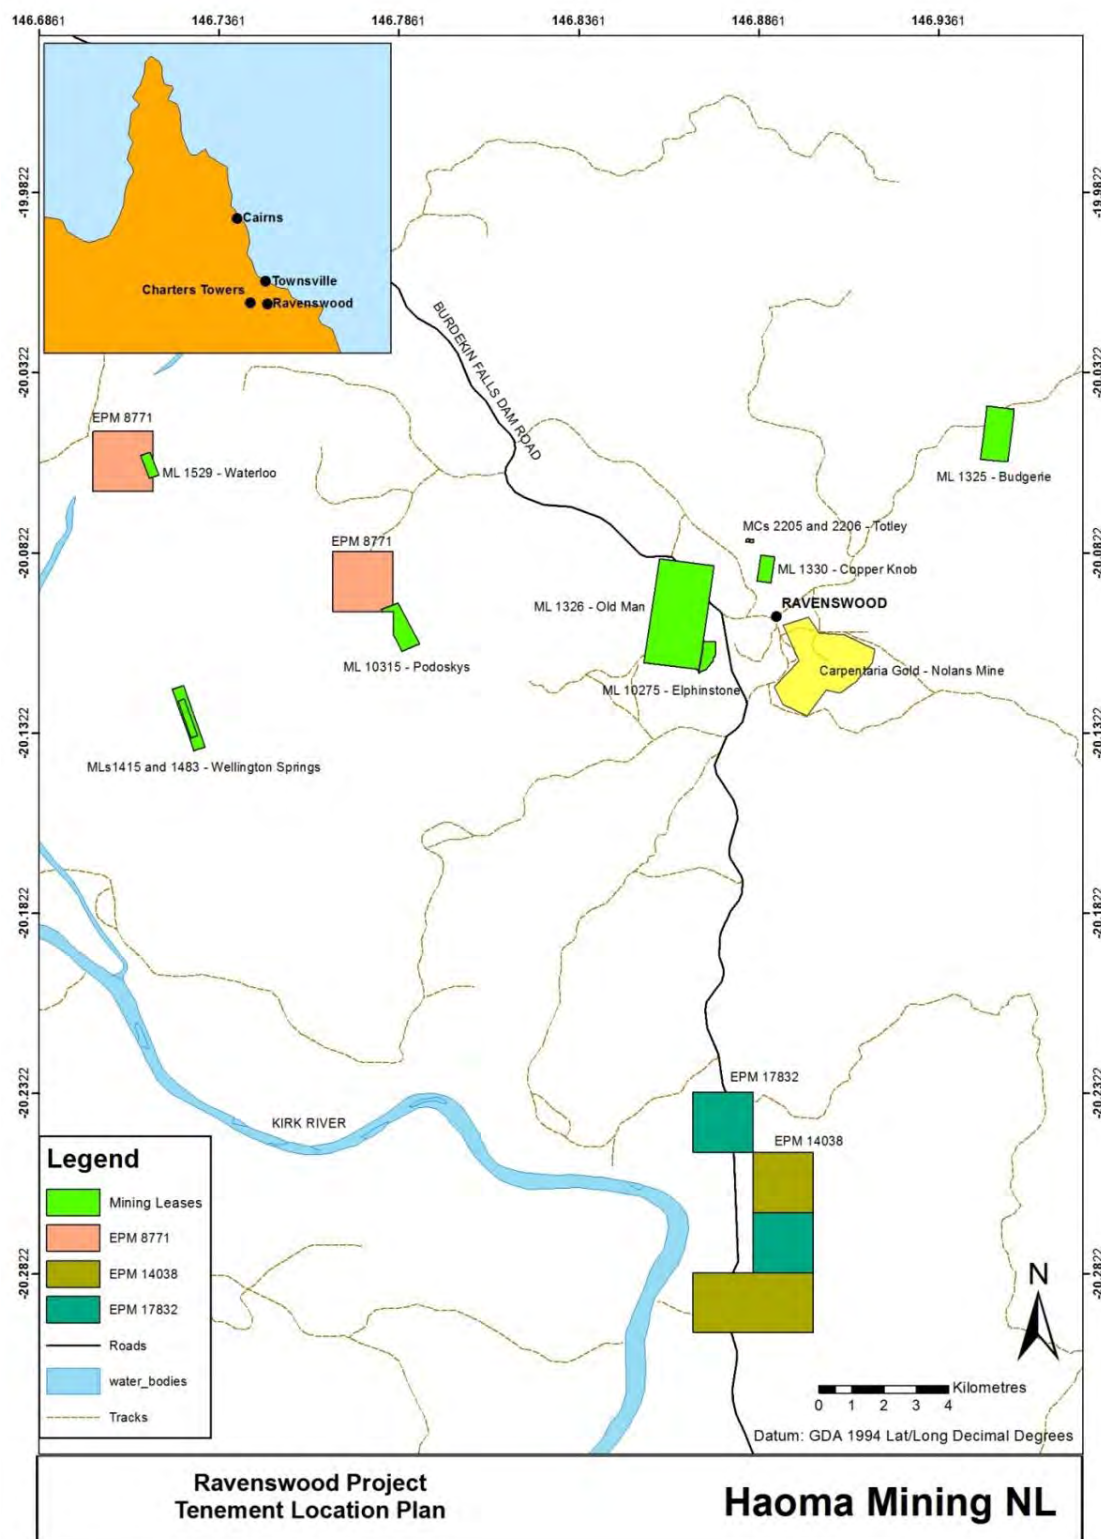 146.6861
146.7361
146.7861
146.8361
146.8861
146.9361
-19.9822
-19.9822
Cairns
Townsville
Charters Towers
Ravenswood
BURDEKIN FALLS DAM ROAD
-20.0322
-20.0322
EPM 8771
ML 1529 - Waterloo
ML 1325 - Budgerie
MCs 2205 and 2206 - Totley
-20.0822
-20.0822
EPM 8771
ML 1330 - Copper Knob
ML 1326 - Old Man
RAVENSWOOD
ML 10315 - Podoskys
Carpentaria Gold - Nolans Mine
ML 10275 - Elphinstone
-20.1322
-20.1322
MLs1415 and 1483 - Wellington Springs
-20.1822
-20.1822
EPM 17832
-20.2322
-20.2322
KIRK RIVER
EPM 14038
Legend
Mining Leases
EPM 8771
EPM 14038
EPM 17832
Roads
water_bodies
Tracks
-20.2822
-20.2822
N
Kilometres
0 1 2 3 4
Datum: GDA 1994 Lat/Long Decimal Degrees
Ravenswood Project
Tenement Location Plan
Haoma Mining NL